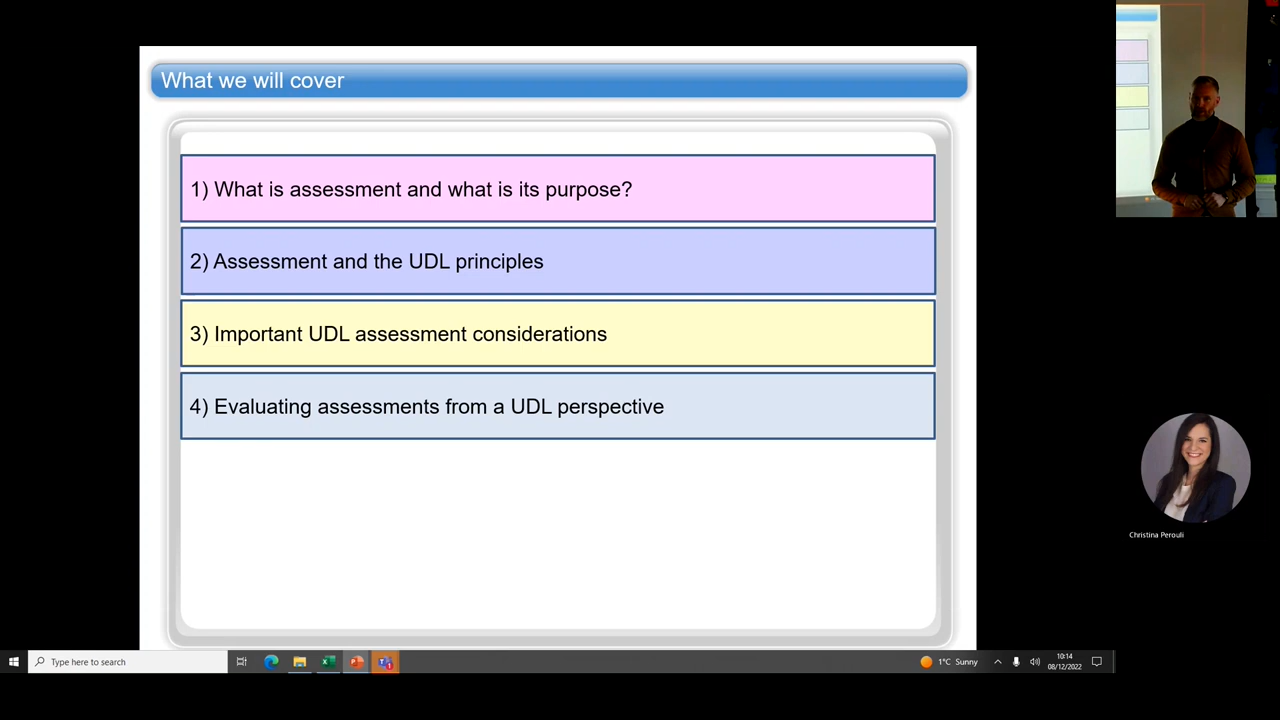 What we will cover
1) What is assessment and what is its purpose?
2) Assessment and the UDL principles
3) Important UDL assessment considerations
4) Evaluating assessments from a UDL perspective
Christina Perouli
Type here to search
1°C Sunny
10:14
08/12/2022